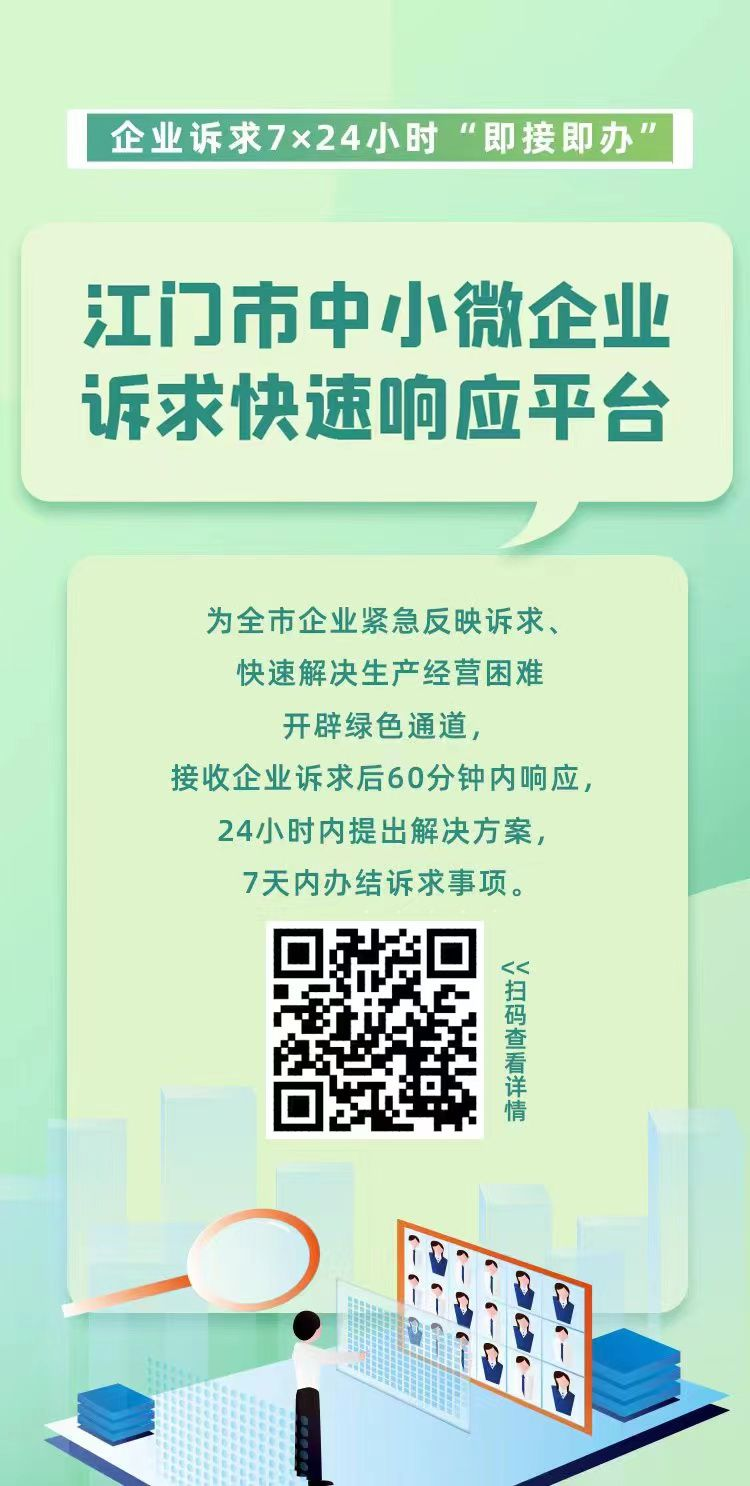 企业诉求7×24小时“即接即办”
江门市中小微企业
诉求快速响应平台
为全市企业紧急反映诉求、
快速解决生产经营困难
开辟绿色通道，
接收企业诉求后60分钟内响应，
24小时内提出解决方案，
7天内办结诉求事项。
<<扫码查看详情